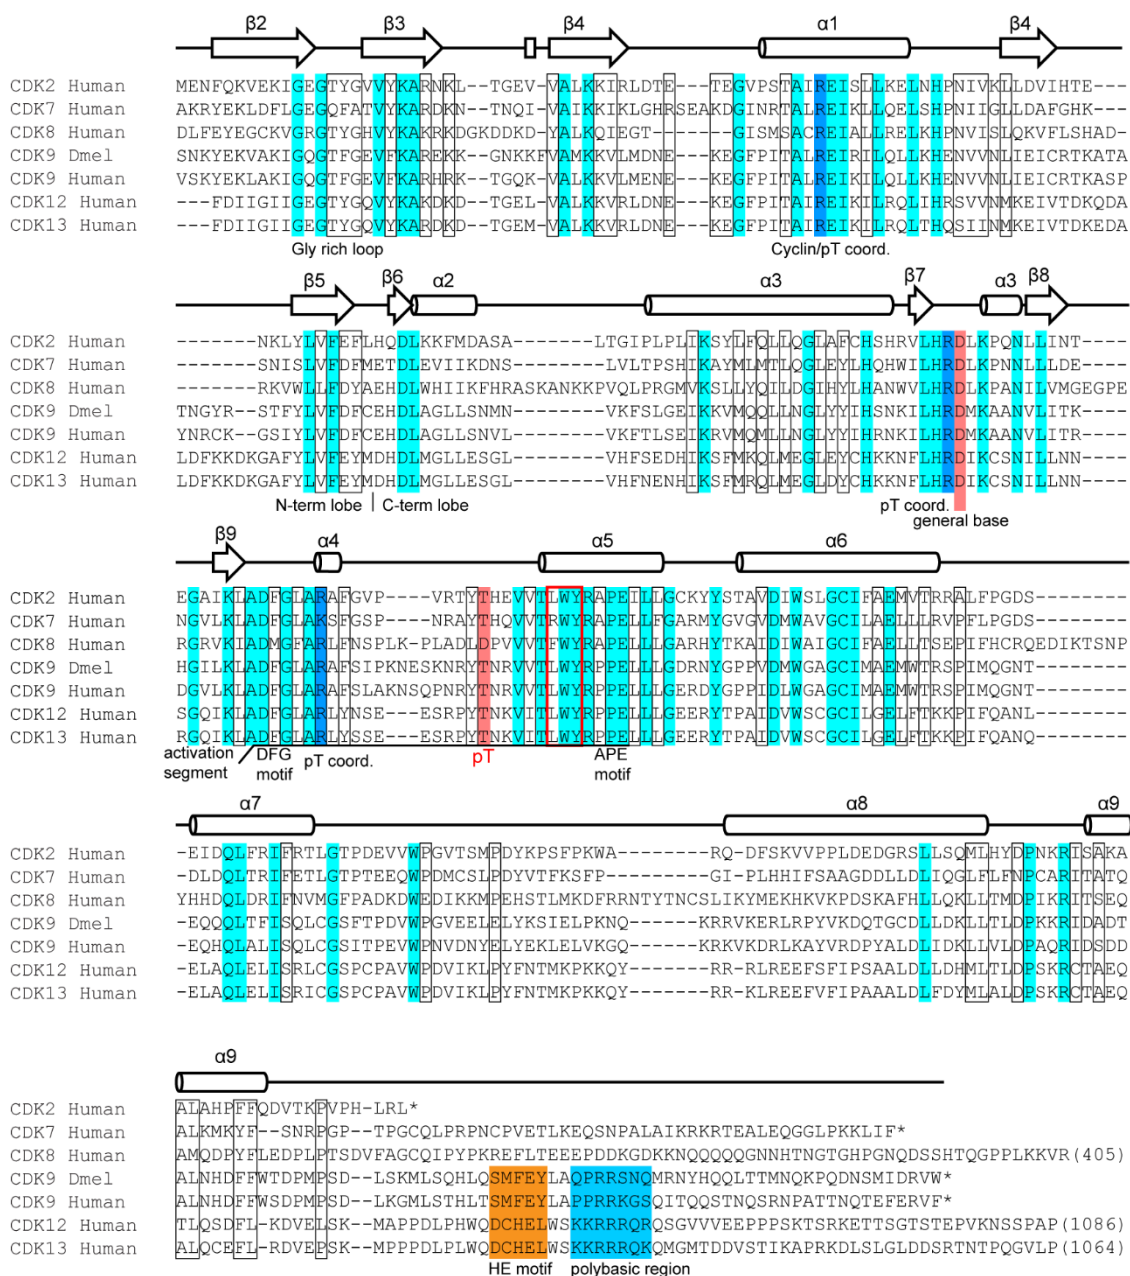 β2 β3 β4 α1 β4
CDK2 Human MENFQKVEKIGEGTYGVVYKARNKL--TGEV-VALKKIRLDTE---TEGVPSTAIREISLLKELNHPNIVKLLDVIHTE--
CDK7 Human AKRYEKLDFLGEGQFATVYKARDKN--TNQI-VAIKKIKLGHRSEAKDGINRTALREIKLLQELSHPNIIGLLDAFGHK--
CDK8 Human DLFEYEGCKVGRGTYGHVYKAKRKDGKDDKD-YALKQIEGT-------GISMSACREIALLRELKHPNVISLQKVFLSHAD-
CDK9 Dmel SNKYEKVAKIGQGTFGEVFKAREKK--GNKKFVAMKKVLMDNE---KEGFPITALREIRILQLLKHENVVNLIEICRTKATA
CDK9 Human VSKYEKLAKIGQGTFGEVFKARHRK--TGQK-VALKKVLMENE---KEGFPITALREIKILQLLKHENVVNLIEICRTKASP
CDK12 Human ---FDIIGIIGEGTYGQVYKAKDKD--TGEL-VALKKVRLDNE---KEGFPITAIREIKILRQLIHRSVVNMKEIVTDKQDA
CDK13 Human ---FDIIGIIGEGTYGQVYKARDKD--TGEM-VALKKVRLDNE---KEGFPITAIREIKILRQLTHQSIINMKEIVTDKEDA
Gly rich loop Cyclin/pT coord.
β5 β6 α2 α3 β7 α3 β8
CDK2 Human -------NKLYLVFEFLHQDLKKFMDASA-------LTGIPLPLIKSYLFQLLQGLAFCHSHRVLHRDLKPQNLLINT----
CDK7 Human -------SNISLVFDFMETDLEVIIKDNS-------LVLTPSHIKAYMLMTLQGLEYLHQHWILHRDLKPNNLLLDE----
CDK8 Human -------RKVWLLFDYAEHDLWHIIKFHRASKANKKPVQLPRGMVKSLLYQILDGIHYLHANWVLHRDLKPANILVMGEGPE
CDK9 Dmel TNGYR--STFYLVFDFCEHDLAGLLSNMN--------VKFSLGEIKKVMQQLLNGLYYIHSNKILHRDMKAANVLITK----
CDK9 Human YNRCK--GSIYLVFDFCEHDLAGLLSNVL--------VKFTLSEIKRVMQMLLNGLYYIHRNKILHRDMKAANVLITR----
CDK12 Human LDFKKDKGAFYLVFEYMDHDLMGLLESGL--------VHFSEDHIKSFMKQLMEGLEYCHKKNFLHRDIKCSNILLNN----
CDK13 Human LDFKKDKGAFYLVFEYMDHDLMGLLESGL--------VHFNENHIKSFMRQLMEGLDYCHKKNFLHRDIKCSNILLNN----
N-term lobe | C-term lobe pT coord. general base
β9 α4 α5 α6
CDK2 Human EGAIKLADFGLARAFGVP----VRTYTHEVVTLWYRAPEILLGCKYYSTAVDIWSLGCIFAEMVTRRALFPGDS-------
CDK7 Human NGVLKLADFGLAKSFGSP----NRAYTHQVVTRWYRAPELLFGARMYGVGVDMWAVGCILAELLLRVPFLPGDS-------
CDK8 Human RGRVKIADMGFARLFNSPLK-PLADLDPVVVTFWYRAPELLLGARHYTKAIDIWAIGCIFAELLTSEPIFHCRQEDIKTSNP
CDK9 Dmel HGILKLADFGLARAFSIPKNESKNRYTNRVVTLWYRPPELLLGDRNYGPPVDMWGAGCIMAEMWTRSPIMQGNT-------
CDK9 Human DGVLKLADFGLARAFSLAKNSQPNRYTNRVVTLWYRPPELLLGERDYGPPIDLWGAGCIMAEMWTRSPIMQGNT-------
CDK12 Human SGQIKLADFGLARLYNSE---ESRPYTNKVITLWYRPPELLLGEERYTPAIDVWSCGCILGELFTKKPIFQANL-------
CDK13 Human RGQIKLADFGLARLYSSE---ESRPYTNKVITLWYRPPELLLGEERYTPAIDVWSCGCILGELFTKKPIFQANQ-------
activation segment DFG motif pT coord. pT APE motif
α7 α8 α9
CDK2 Human -EIDQLFRIFRTLGTPDEVVWPGVTSMPDYKPSFPKWA--------RQ-DFSKVVPPLDEDGRSLLSQMLHYDPNKRISAKA
CDK7 Human -DLDQLTRIFETLGTPTEEQWPDMCSLPDYVTFKSFP---------GI-PLHHIFSAAGDDLLDLIQGLFLFNPCARITATQ
CDK8 Human YHHDQLDRIFNVMGFPADKDWEDIKKMPEHSTLMKDFRRNTYTNCSLIKYMEKHKVKPDSKAFHLLQKLLTMDPIKRITSEQ
CDK9 Dmel -EQQQLTFISQLCGSFTPDVWPGVEELELYKSIELPKNQ-------KRRVKERLRPYVKDQTGCDLLDKLLTLDPKKRIDADT
CDK9 Human -EQHQLALISQLCGSITPEVWPNVDNYELYEKLELVKGQ-------KRKVKDRLKAYVRDPYALDLIDKLLVLDPAQRIDSDD
CDK12 Human -ELAQLELISRLCGSPCPAVWPDVIKLPYFNTMKPKKQY-------RR-RLREEFSFIPSAALDLLDHMLTLDPSKRCTAEQ
CDK13 Human -ELAQLELISRICGSPCPAVWPDVIKLPYFNTMKPKKQY-------RR-KLREEFVFIPAAALDLFDYMLALDPSKRCTAEQ
α9
CDK2 Human ALAHPFFQDVTKPVPH-LRL*
CDK7 Human ALKMKYF--SNRPGP--TPGCQLPRPNCPVETLKEQSNPALAIKRKRTEALEQGGLPKKLIF*
CDK8 Human AMQDPYFLEDPLPTSDVFAGCQIPYPKREFLTEEEPDDKGDKKNQQQQQGNNHTNGTGHPGNQDSSHTQGPPLKKVR(405)
CDK9 Dmel ALNHDFFWTDPMPSD--LSKMLSQHLQSMFEYLAQPRRSNQMRNYHQQLTTMNQKPQDNSMIDRVW*
CDK9 Human ALNHDFFWSDPMPSD--LKGMLSTHLTSMFEYLAPPRRKGSQITQQSTNQSRNPATTNQTEFERVF*
CDK12 Human TLQSDFL-KDVELSK--MAPPDLPHWQDCHELWSKKRRRQRQSGVVVEEPPPSKTSRKETTSGTSTEPVKNSSPAP(1086)
CDK13 Human ALQCEFL-RDVEPSK--MPPPDLPLWQDCHELWSKKRRRQKQMGMTDDVSTIKAPRKDLSLGLDDSRTNTPQGVLP(1064)
HE motif polybasic region